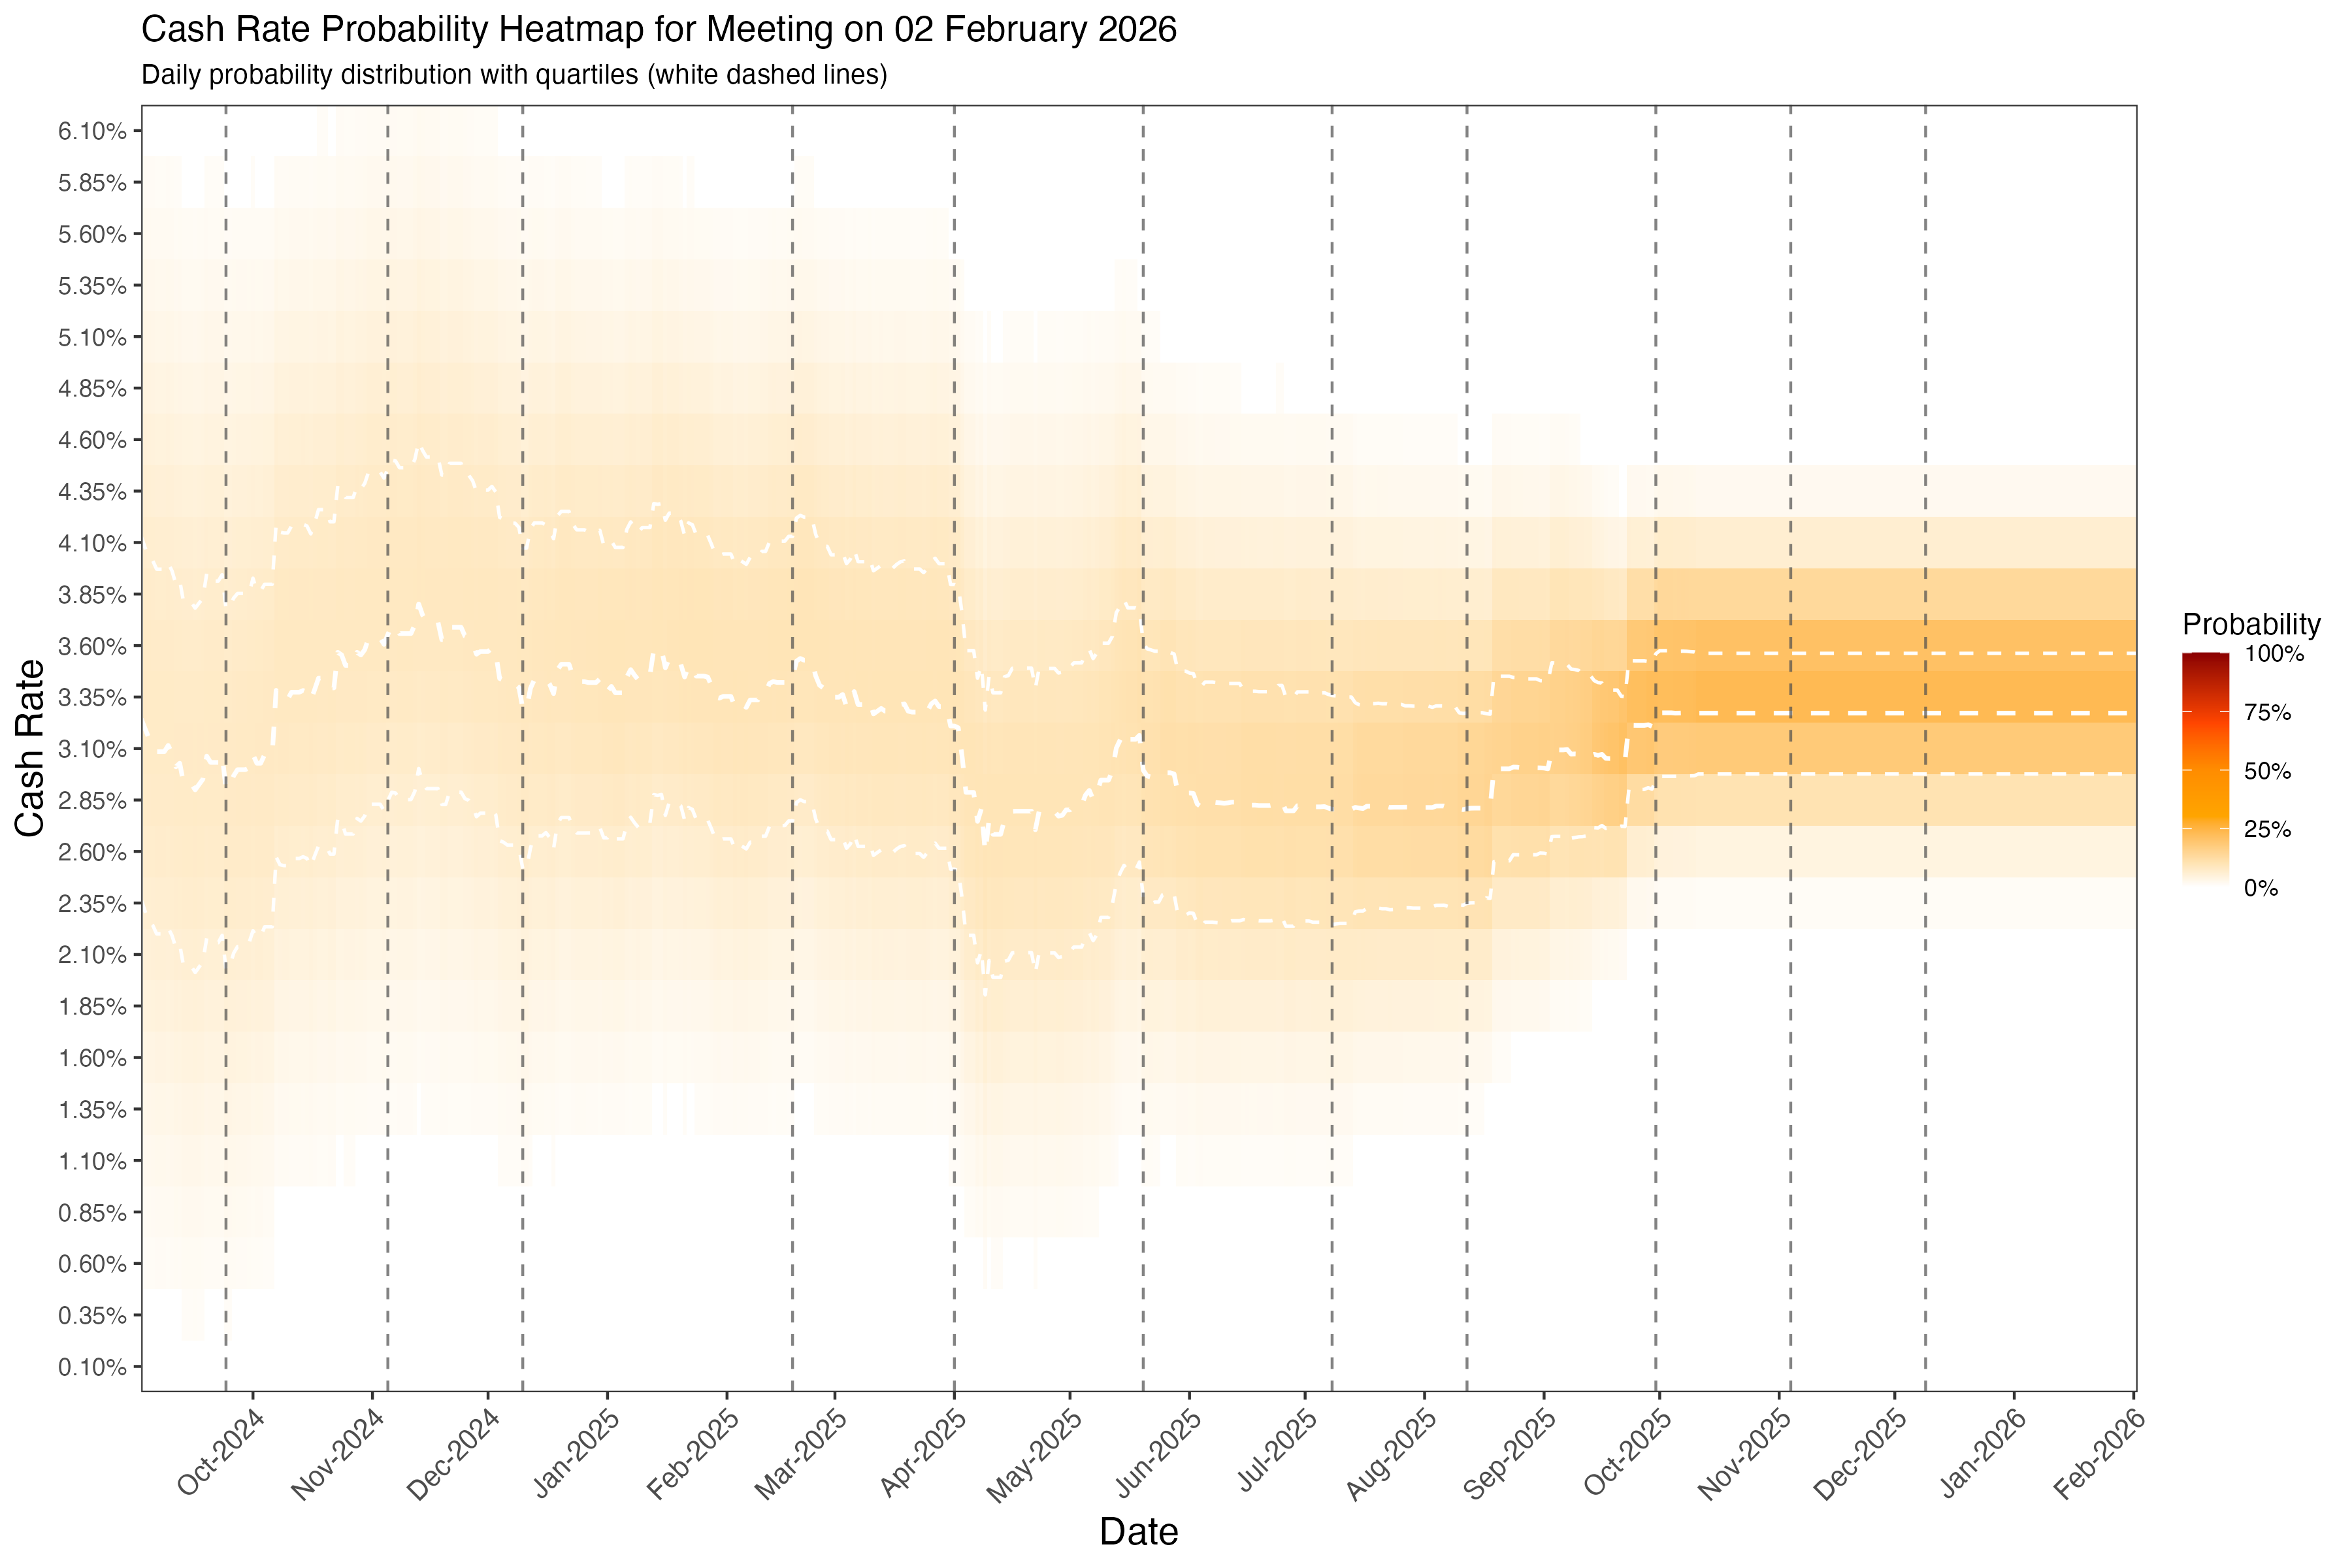 Cash Rate Probability Heatmap for Meeting on 02 February 2026
Daily probability distribution with quartiles (white dashed lines)
Cash Rate
6.10%
5.85%
5.60%
5.35%
5.10%
4.85%
4.60%
4.35%
4.10%
3.85%
3.60%
3.35%
3.10%
2.85%
2.60%
2.35%
2.10%
1.85%
1.60%
1.35%
1.10%
0.85%
0.60%
0.35%
0.10%
Oct-2024
Nov-2024
Dec-2024
Jan-2025
Feb-2025
Mar-2025
Apr-2025
May-2025
Jun-2025
Jul-2025
Aug-2025
Sep-2025
Oct-2025
Nov-2025
Dec-2025
Jan-2026
Feb-2026
Date
Probability
100%
75%
50%
25%
0%